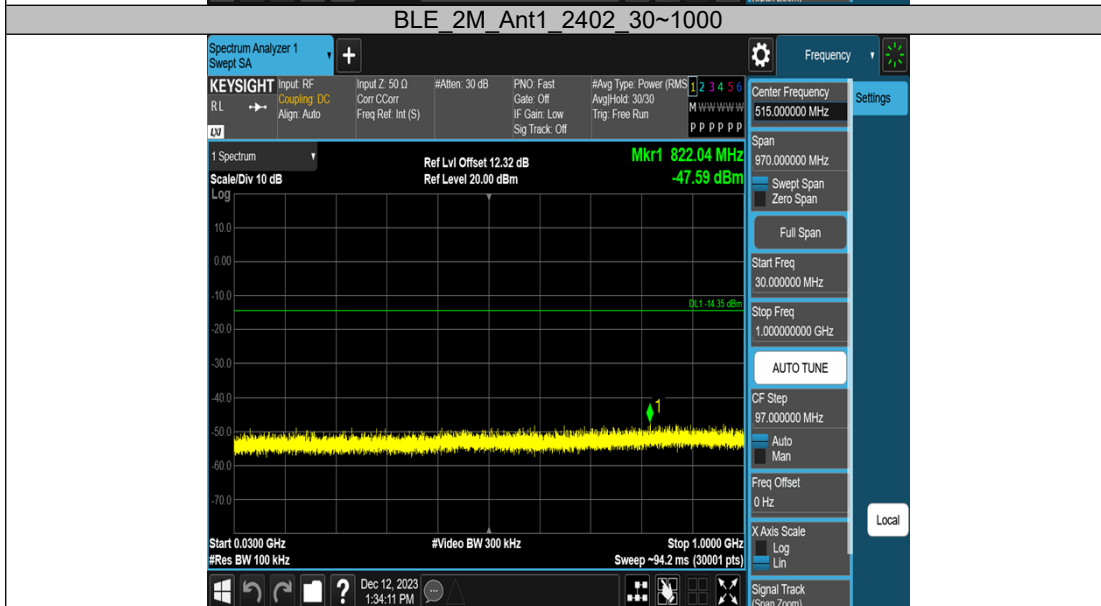 BLE_2M_Ant1_2402_30~1000
Spectrum Analyzer 1
Swept SA
Frequency
KEYSIGHT
RL
LXI
Input: RF
Coupling: DC
Align: Auto
Input Z: 50 Ω
Corr CCorr
Freq Ref: Int (S)
#Atten: 30 dB
PNO: Fast
Gate: Off
IF Gain: Low
Sig Track: Off
#Avg Type: Power (RMS
Avg|Hold: 30/30
Trig: Free Run
1 2 3 4 5 6
M W W W W W
P P P P P P
1 Spectrum
Scale/Div 10 dB
Log
Ref Lvl Offset 12.32 dB
Ref Level 20.00 dBm
Mkr1 822.04 MHz
-47.59 dBm
10.0
0.00
-10.0
DL1 -14.35 dBm
-20.0
-30.0
-40.0
1
-50.0
-60.0
-70.0
Start 0.0300 GHz
#Res BW 100 kHz
#Video BW 300 kHz
Stop 1.0000 GHz
Sweep ~94.2 ms (30001 pts)
Dec 12, 2023
1:34:11 PM
Center Frequency
515.000000 MHz
Span
970.000000 MHz
Swept Span
Zero Span
Full Span
Start Freq
30.000000 MHz
Stop Freq
1.000000000 GHz
AUTO TUNE
CF Step
97.000000 MHz
Auto
Man
Freq Offset
0 Hz
X Axis Scale
Log
Lin
Signal Track
(Span Zoom)
Settings
Local